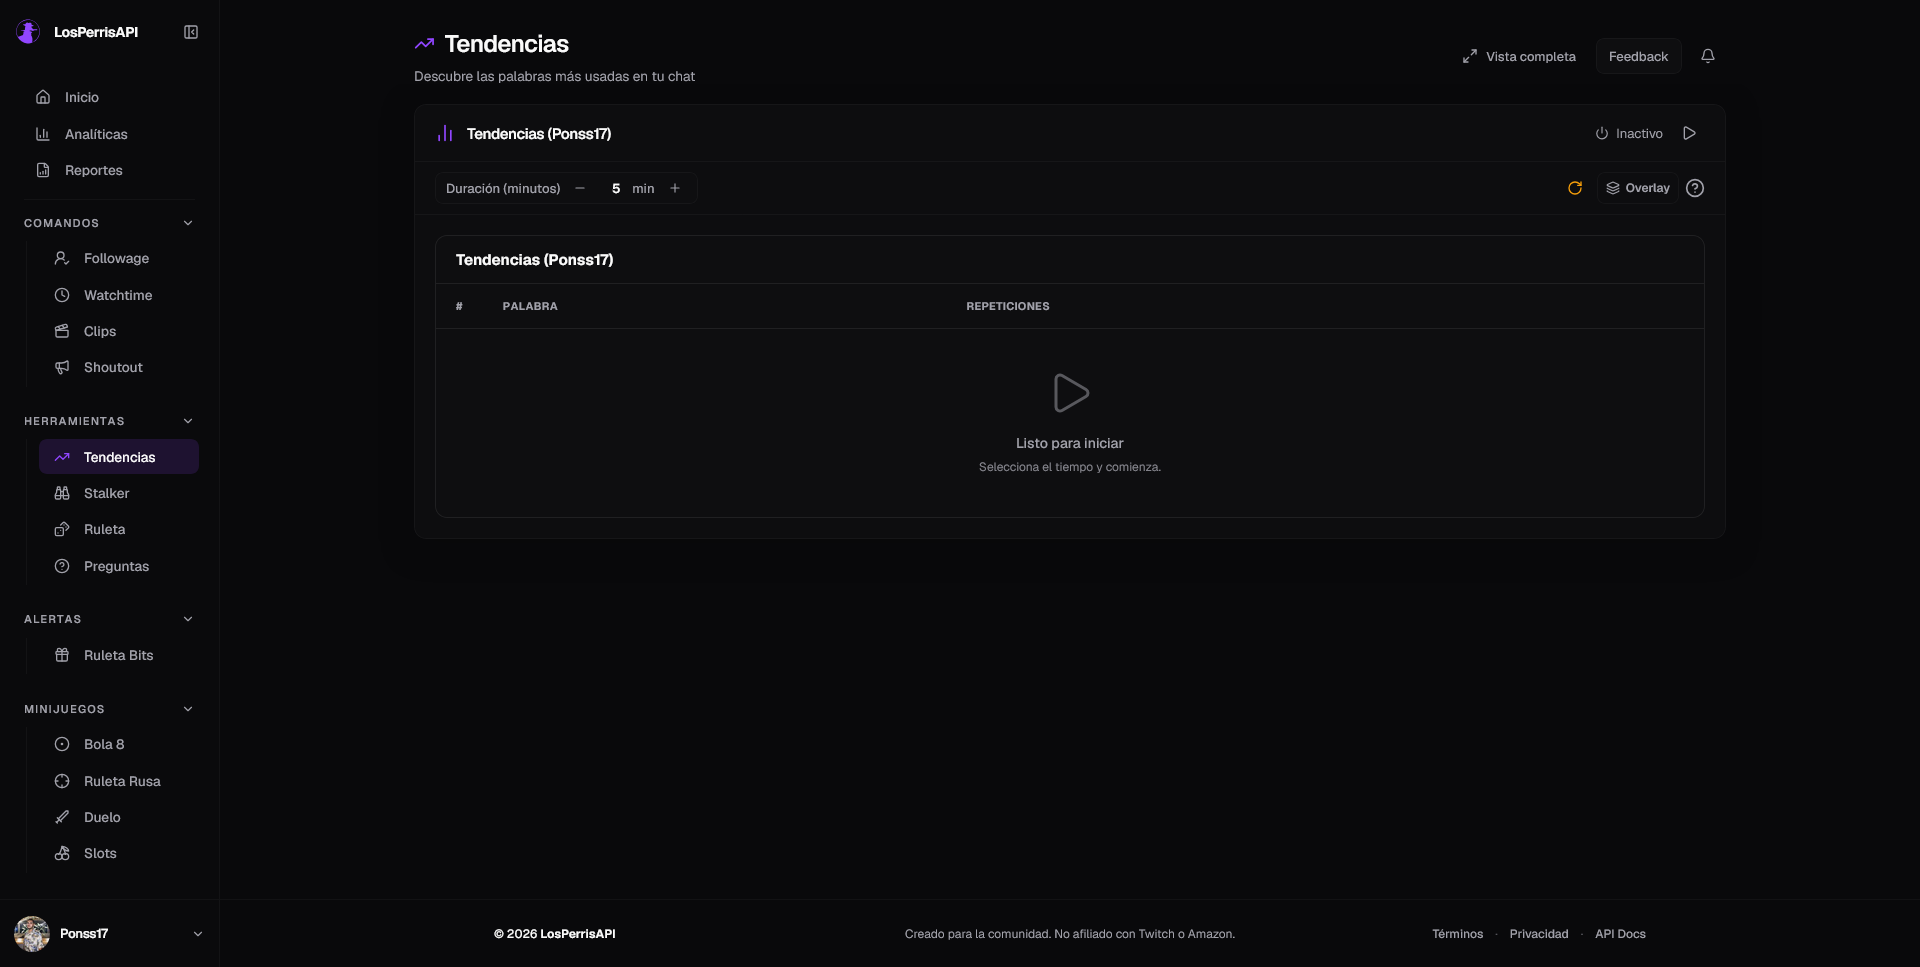 LosPerrisAPI
Inicio
Analíticas
Reportes
COMANDOS
Followage
Watchtime
Clips
Shoutout
HERRAMIENTAS
Tendencias
Stalker
Ruleta
Preguntas
ALERTAS
Ruleta Bits
MINIJUEGOS
Bola 8
Ruleta Rusa
Duelo
Slots
Ponss17
Tendencias
Descubre las palabras más usadas en tu chat
Vista completa
Feedback
Tendencias (Ponss17)
Inactivo
Duración (minutos) − 5 min +
Overlay
Tendencias (Ponss17)
# PALABRA REPETICIONES
Listo para iniciar
Selecciona el tiempo y comienza.
© 2026 LosPerrisAPI
Creado para la comunidad. No afiliado con Twitch o Amazon.
Términos · Privacidad · API Docs